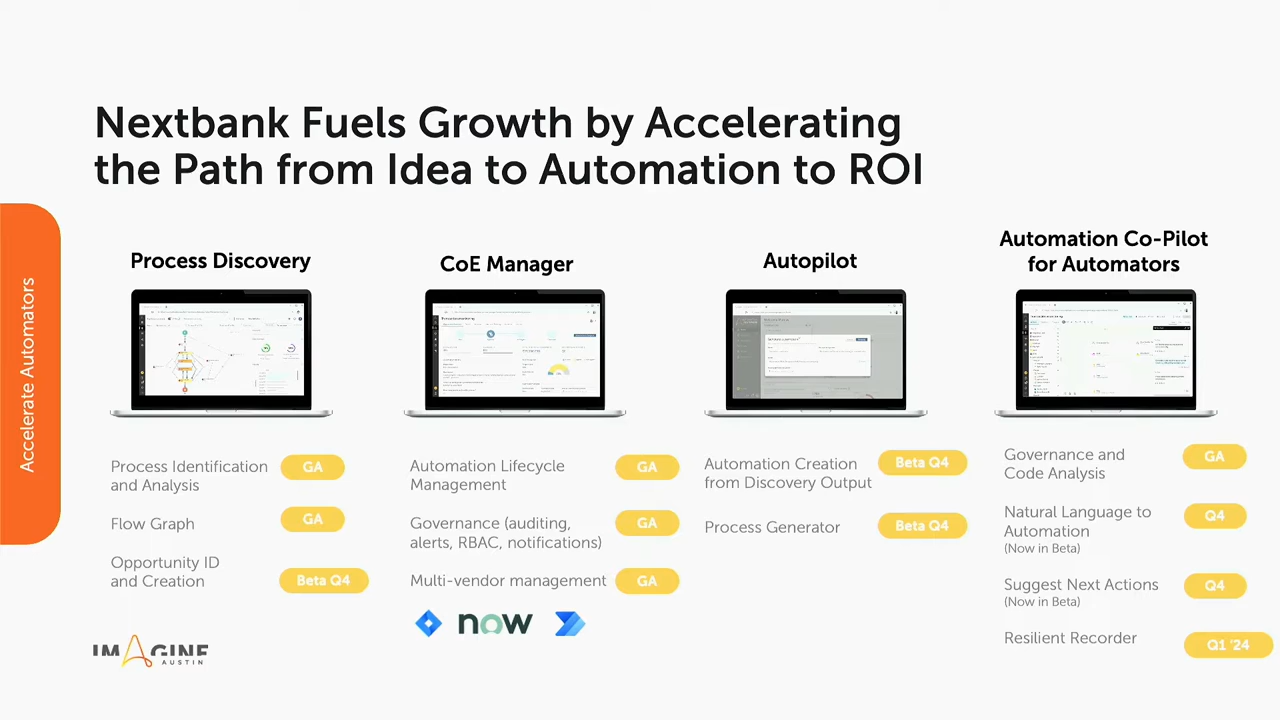 Nextbank Fuels Growth by Accelerating
the Path from Idea to Automation to ROI
Accelerate Automators
Process Discovery
Process Identification
and Analysis
GA
Flow Graph
GA
Opportunity ID
and Creation
Beta Q4
CoE Manager
Automation Lifecycle
Management
GA
Governance (auditing,
alerts, RBAC, notifications)
GA
Multi-vendor management
GA
now
Autopilot
Automation Creation
from Discovery Output
Beta Q4
Process Generator
Beta Q4
Automation Co-Pilot
for Automators
Governance and
Code Analysis
GA
Natural Language to
Automation
(Now in Beta)
Q4
Suggest Next Actions
(Now in Beta)
Q4
Resilient Recorder
Q1 '24
IMAGINE
AUSTIN